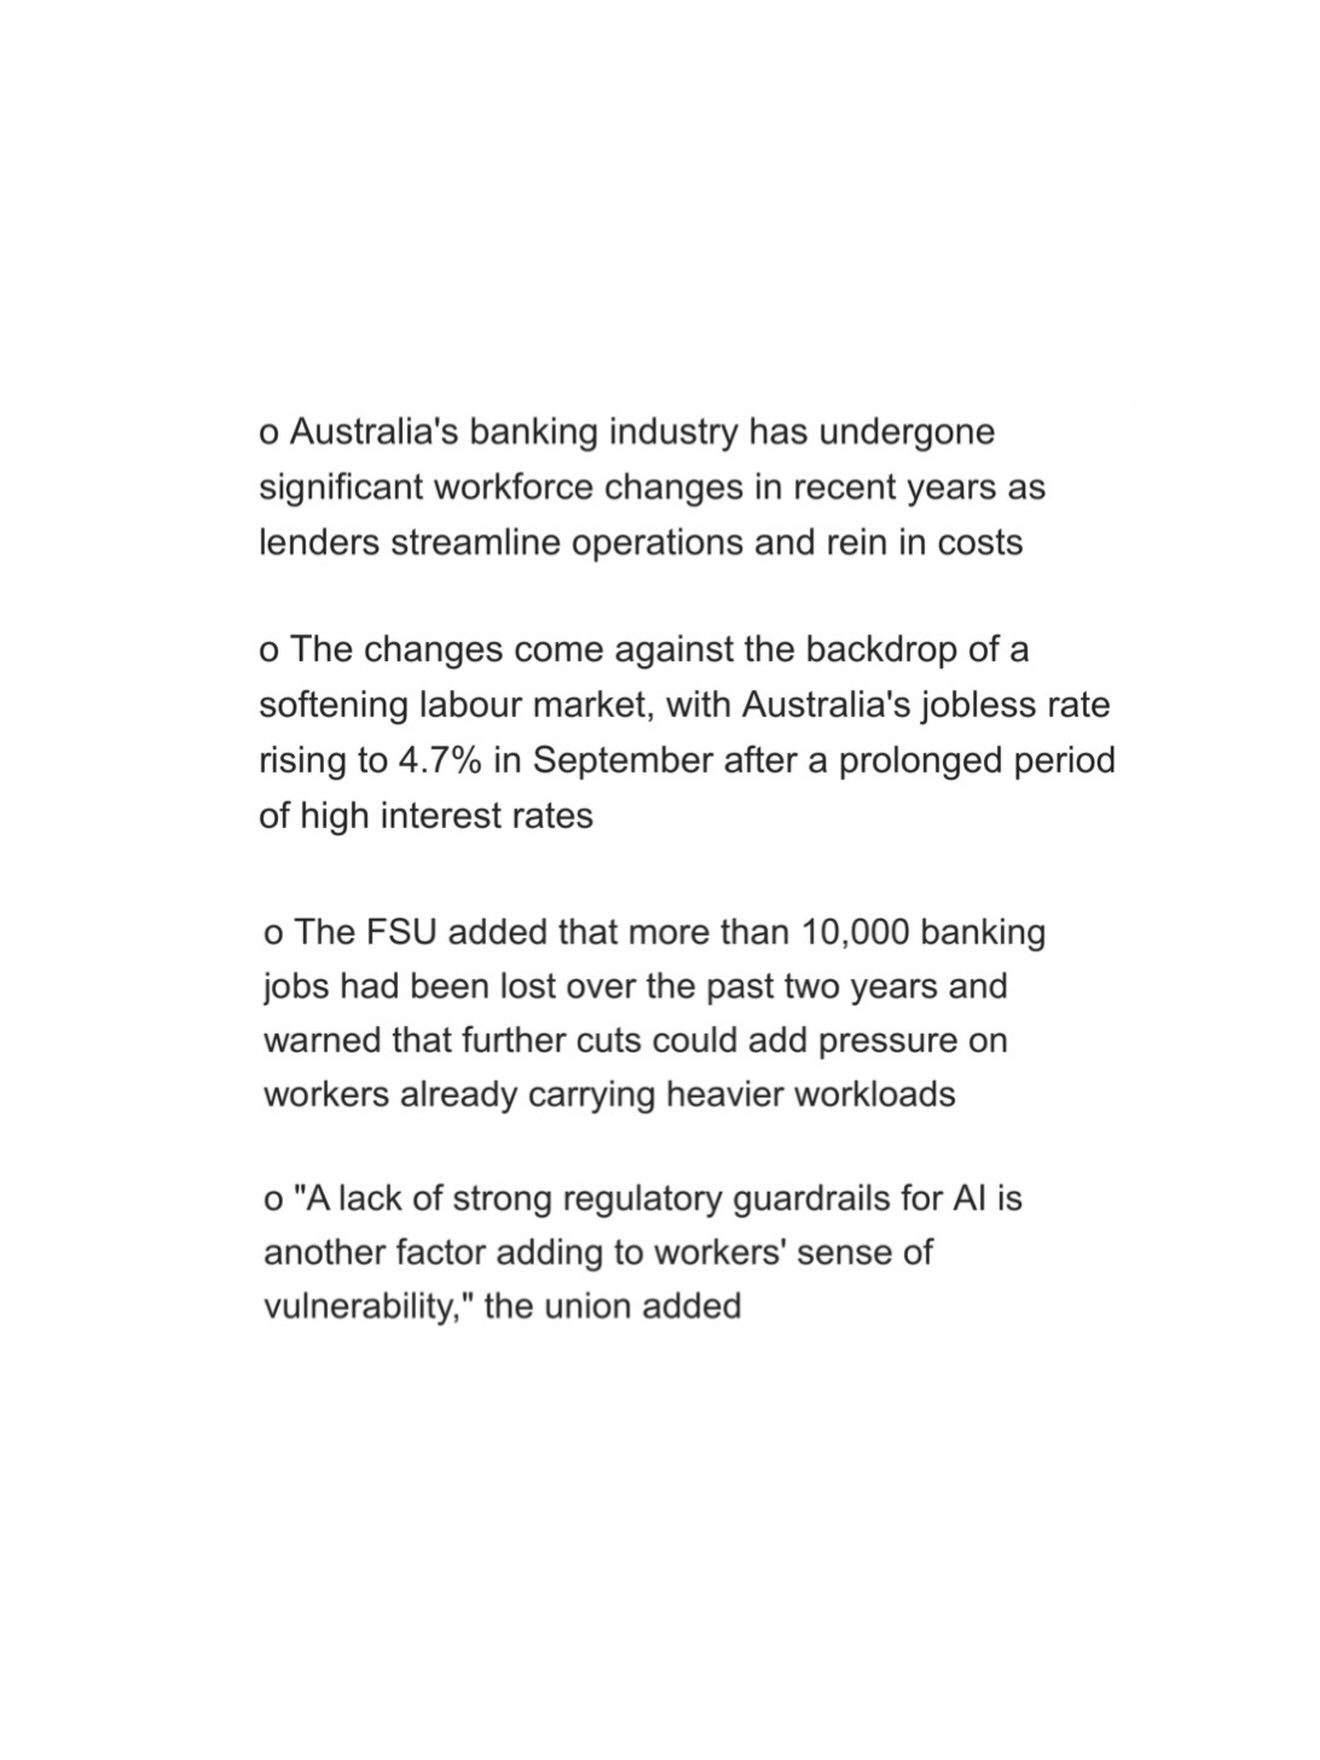 o Australia's banking industry has undergone
significant workforce changes in recent years as
lenders streamline operations and rein in costs
o The changes come against the backdrop of a
softening labour market, with Australia's jobless rate
rising to 4.7% in September after a prolonged period
of high interest rates
o The FSU added that more than 10,000 banking
jobs had been lost over the past two years and
warned that further cuts could add pressure on
workers already carrying heavier workloads
o "A lack of strong regulatory guardrails for AI is
another factor adding to workers' sense of
vulnerability," the union added